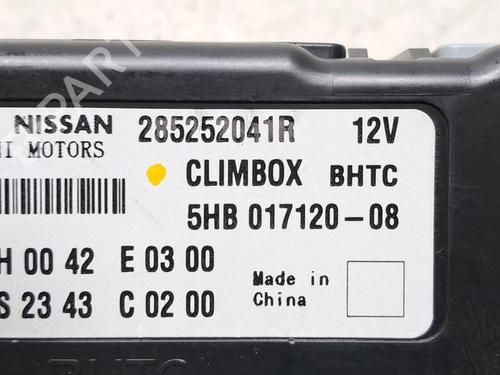 NISSAN 285252041R 12V
MOTORS
CLIMBOX BHTC
5HB 017120-08
H 00 42 E 03 00
S 23 43 C 02 00
Made in
China